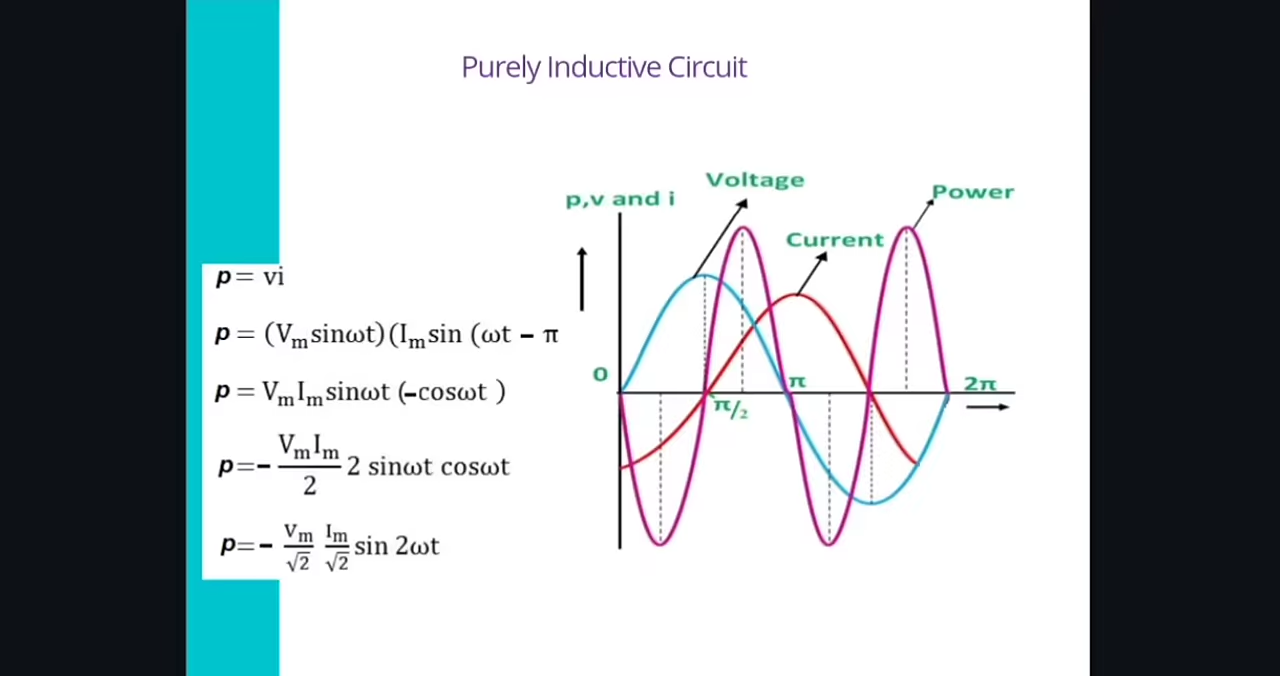 Purely Inductive Circuit
Voltage
p,v and i
Power
Current
p= vi
p = (Vₘsinωt)(Iₘsin (ωt – π
p = VₘIₘsinωt (–cosωt )
p=– VₘIₘ/2 2 sinωt cosωt
p=– Vₘ/√2 Iₘ/√2 sin 2ωt
0
π
2π
π/2